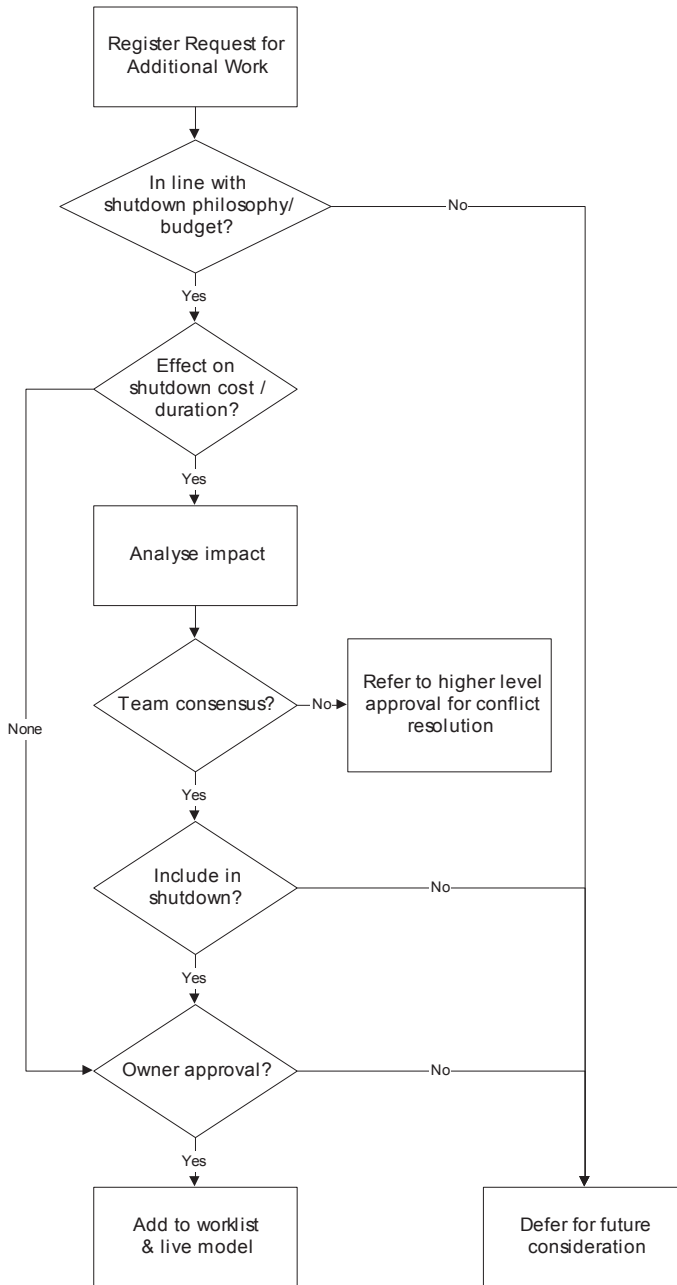 Register Request for
Additional Work
In line with
shutdown philosophy/
budget?
No
Yes
Effect on
shutdown cost /
duration?
Yes
Analyse impact
Team consensus?
No
Refer to higher level
approval for conflict
resolution
None
Yes
Include in
shutdown?
No
Yes
Owner approval?
No
Yes
Add to worklist
& live model
Defer for future
consideration